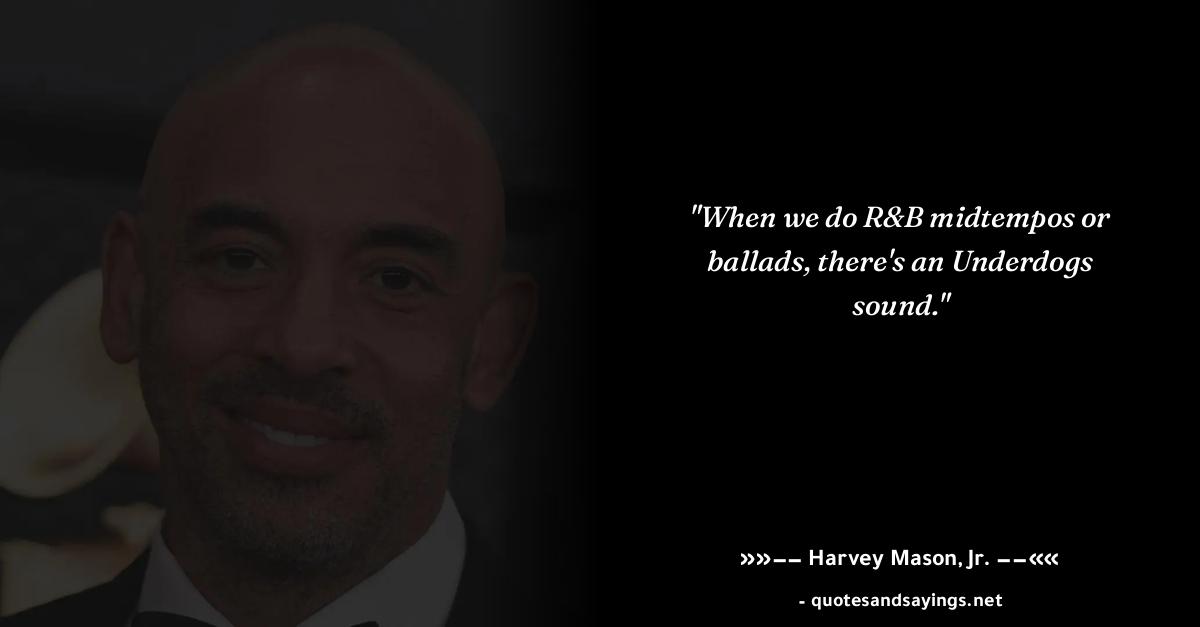 "When we do R&B midtempos or
ballads, there's an Underdogs
sound."
»»−− Harvey Mason, Jr. −−««
- quotesandsayings.net